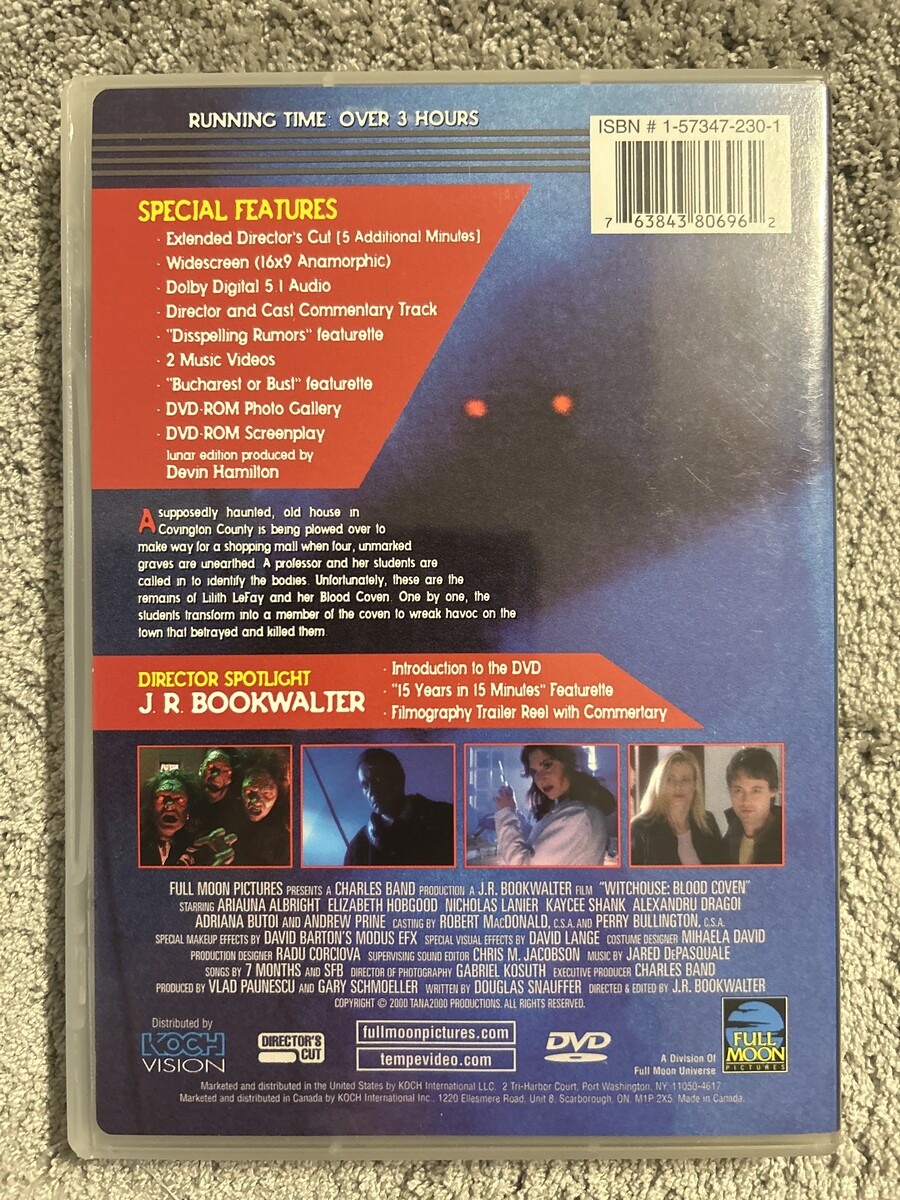 RUNNING TIME: OVER 3 HOURS
ISBN # 1-57347-230-1
7 63843 80696 2
SPECIAL FEATURES
· Extended Director's Cut [5 Additional Minutes]
· Widescreen (16x9 Anamorphic)
· Dolby Digital 5.1 Audio
· Director and Cast Commentary Track
· "Disspelling Rumors" featurette
· 2 Music Videos
· "Bucharest or Bust" featurette
· DVD-ROM Photo Gallery
· DVD-ROM Screenplay
lunar edition produced by
Devin Hamilton
A supposedly haunted, old house in
Covington County is being plowed over to
make way for a shopping mall when four, unmarked
graves are unearthed. A professor and her students are
called in to identify the bodies. Unfortunately, these are the
remains of Lilith LeFay and her Blood Coven. One by one, the
students transform into a member of the coven to wreak havoc on the
town that betrayed and killed them.
DIRECTOR SPOTLIGHT
J. R. BOOKWALTER
· Introduction to the DVD
· "15 Years in 15 Minutes" Featurette
· Filmography Trailer Reel with Commertary
FULL MOON PICTURES PRESENTS A CHARLES BAND PRODUCTION A J.R. BOOKWALTER FILM "WITCHOUSE: BLOOD COVEN"
STARRING ARIAUNA ALBRIGHT ELIZABETH HOBGOOD NICHOLAS LANIER KAYCEE SHANK ALEXANDRU DRAGOI
ADRIANA BUTOI AND ANDREW PRINE CASTING BY ROBERT MACDONALD, C.S.A. AND PERRY BULLINGTON, C.S.A.
SPECIAL MAKEUP EFFECTS BY DAVID BARTON'S MODUS EFX SPECIAL VISUAL EFFECTS BY DAVID LANGE COSTUME DESIGNER MIHAELA DAVID
PRODUCTION DESIGNER RADU CORCIOVA SUPERVISING SOUND EDITOR CHRIS M. JACOBSON MUSIC BY JARED DEPASQUALE
SONGS BY 7 MONTHS AND SFB DIRECTOR OF PHOTOGRAPHY GABRIEL KOSUTH EXECUTIVE PRODUCER CHARLES BAND
PRODUCED BY VLAD PAUNESCU AND GARY SCHMOELLER WRITTEN BY DOUGLAS SNAUFFER DIRECTED & EDITED BY J.R. BOOKWALTER
COPYRIGHT © 2000 TANA2000 PRODUCTIONS. ALL RIGHTS RESERVED.
Distributed by
KOCH
VISION
DIRECTOR'S
CUT
fullmoonpictures.com
tempevideo.com
DVD
A Division Of
Full Moon Universe
FULL
MOON
PICTURES
Marketed and distributed in the United States by KOCH International LLC. 2 Tri-Harbor Court, Port Washington, NY. 11050-4617
Marketed and distributed in Canada by KOCH International Inc., 1220 Ellesmere Road, Unit 8, Scarborough, ON. M1P 2X5. Made in Canada.